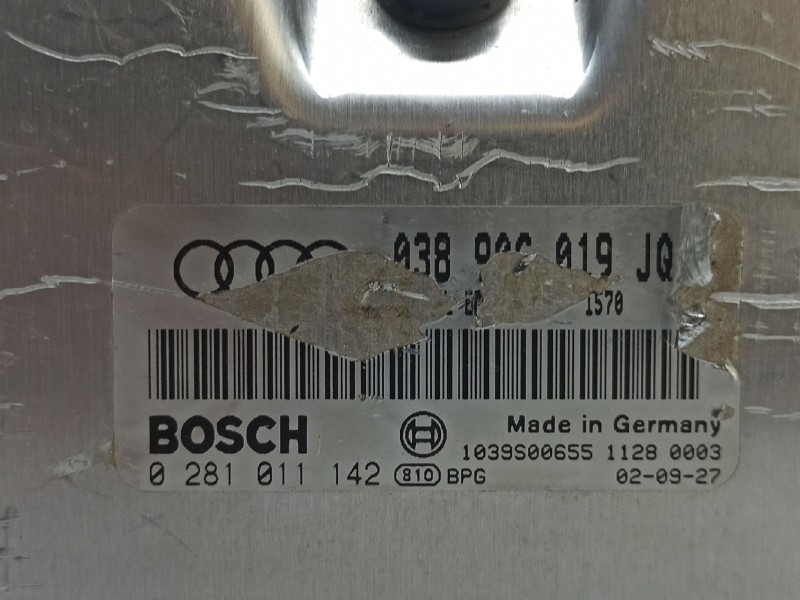 038 906 019 JQ
1570
BOSCH
Made in Germany
1039S00655 1128 0003
0 281 011 142 810 BPG
02-09-27